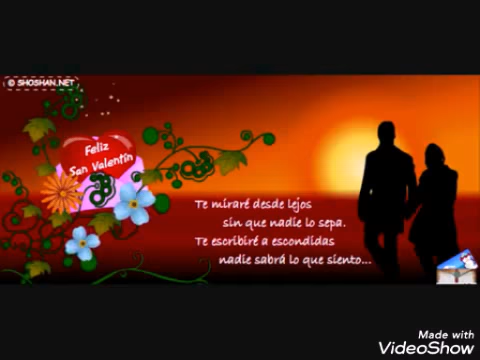 © SHOSHAN.NET
Feliz
San Valentín
Te miraré desde lejos
sin que nadie lo sepa.
Te escribiré a escondidas
nadie sabrá lo que siento...
Made with
VideoShow